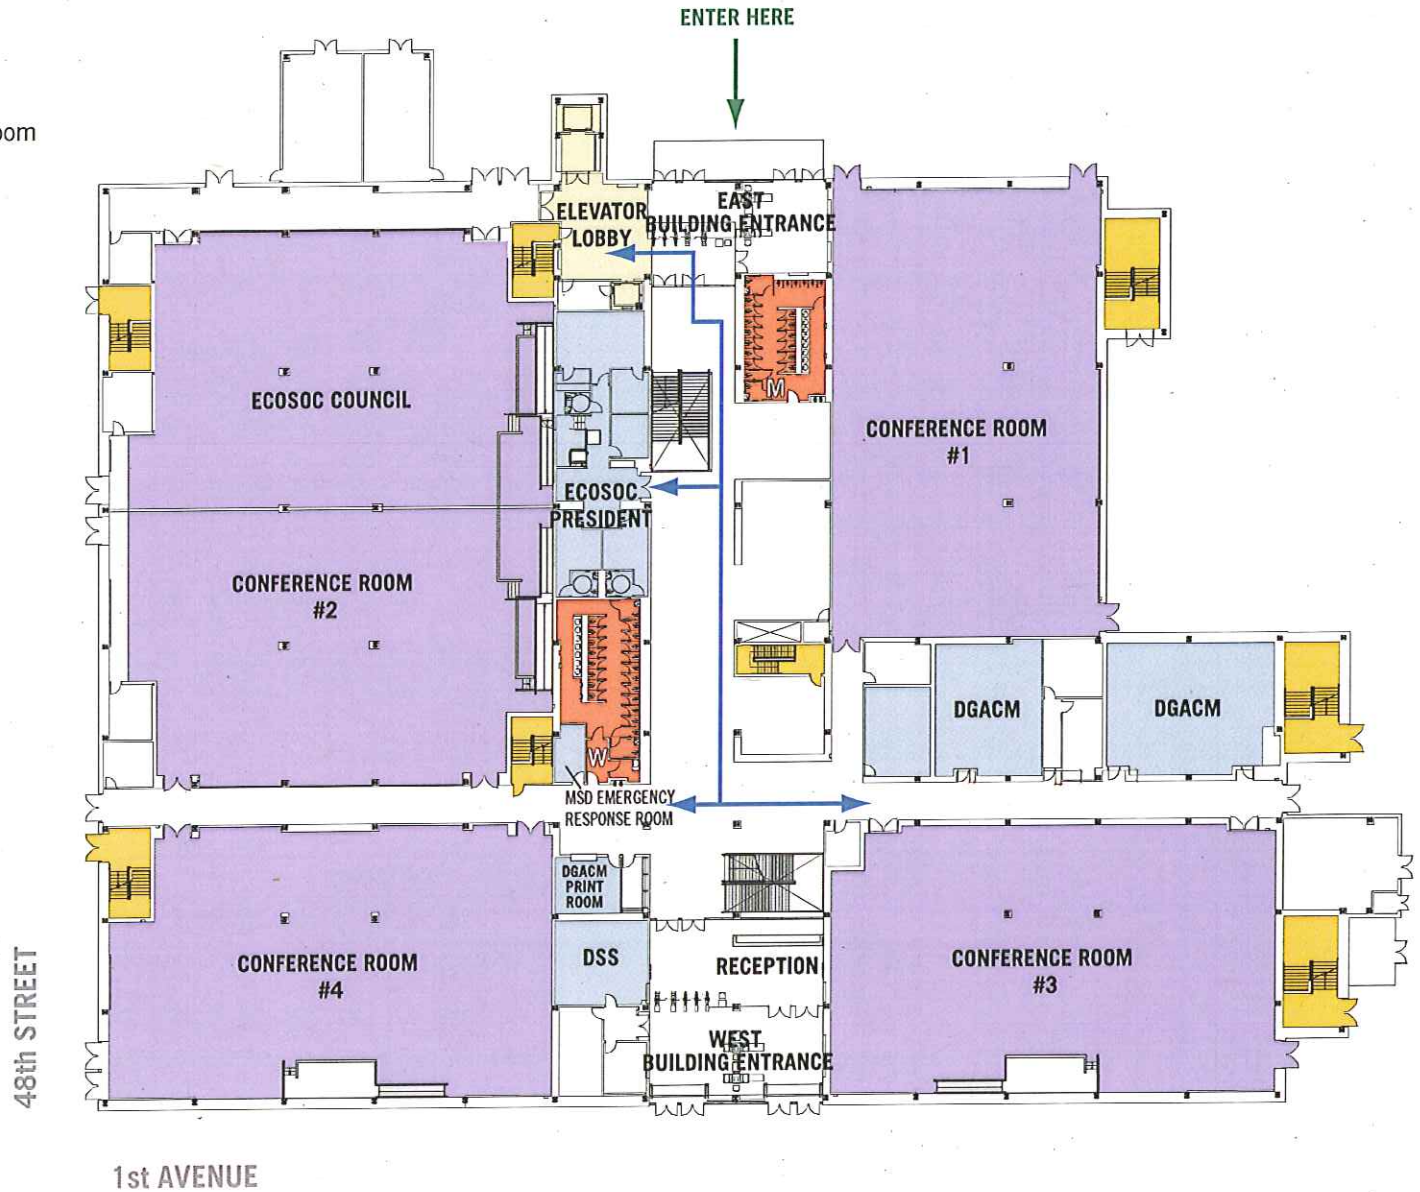 ENTER HERE
EAST
BUILDING ENTRANCE
ELEVATOR
LOBBY
M
ECOSOC COUNCIL
CONFERENCE ROOM
#1
ECOSOC
PRESIDENT
CONFERENCE ROOM
#2
DGACM
DGACM
W
MSD EMERGENCY
RESPONSE ROOM
DGACM
PRINT
ROOM
CONFERENCE ROOM
#4
DSS
RECEPTION
CONFERENCE ROOM
#3
WEST
BUILDING ENTRANCE
48th STREET
1st AVENUE